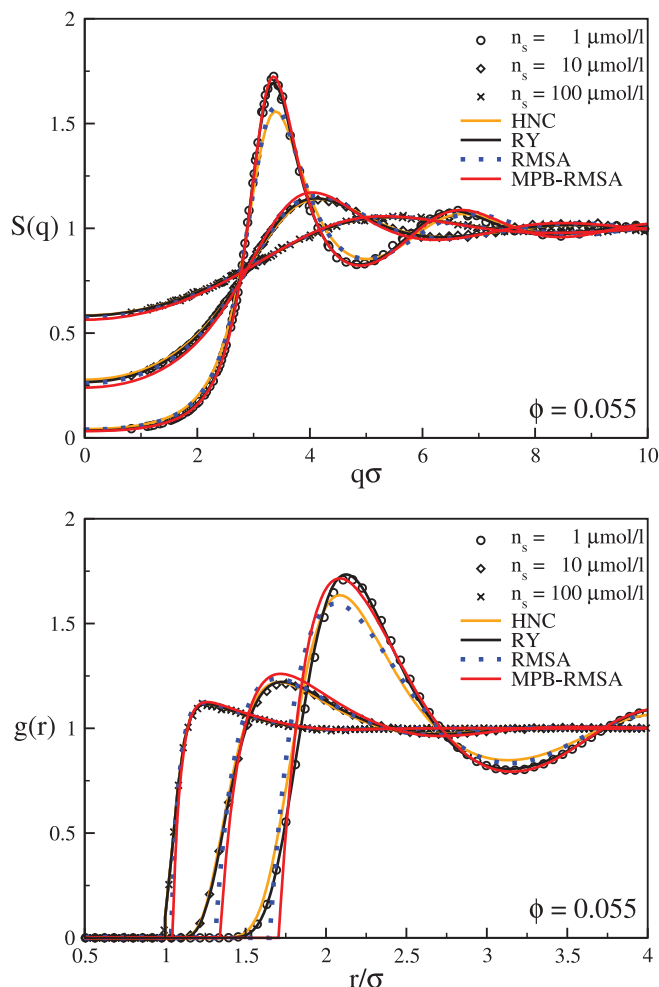 2
1.5
1
0.5
0
S(q)
n_s = 1 μmol/l
n_s = 10 μmol/l
n_s = 100 μmol/l
HNC
RY
RMSA
MPB-RMSA
ϕ = 0.055
0 2 4 6 8 10
qσ
2
1.5
1
0.5
0
g(r)
n_s = 1 μmol/l
n_s = 10 μmol/l
n_s = 100 μmol/l
HNC
RY
RMSA
MPB-RMSA
ϕ = 0.055
0.5 1 1.5 2 2.5 3 3.5 4
r/σ